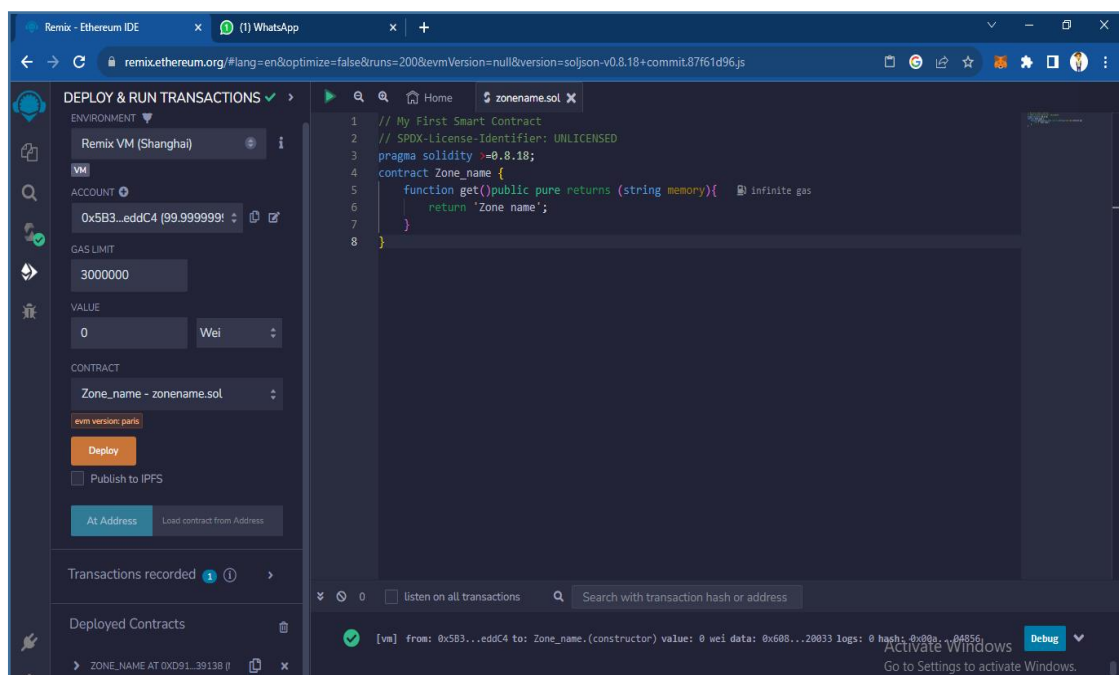 Remix - Ethereum IDE
(1) WhatsApp
remix.ethereum.org/#lang=en&optimize=false&runs=200&evmVersion=null&version=soljson-v0.8.18+commit.87f61d96.js
DEPLOY & RUN TRANSACTIONS
ENVIRONMENT
Remix VM (Shanghai)
VM
ACCOUNT
0x5B3...eddC4 (99.9999999
GAS LIMIT
3000000
VALUE
0 Wei
CONTRACT
Zone_name - zonename.sol
evm version: paris
Deploy
Publish to IPFS
At Address Load contract from Address
Transactions recorded 1
Deployed Contracts
ZONE_NAME AT 0XD91...39138
Home
zonename.sol
1 // My First Smart Contract
2 // SPDX-License-Identifier: UNLICENSED
3 pragma solidity >=0.8.18;
4 contract Zone_name {
5 function get()public pure returns (string memory){ infinite gas
6 return 'Zone name';
7 }
8 }
0 listen on all transactions Search with transaction hash or address
[vm] from: 0x5B3...eddC4 to: Zone_name.(constructor) value: 0 wei data: 0x608...20033 logs: 0 hash: 0x00a...04856
Debug
Activate Windows
Go to Settings to activate Windows.